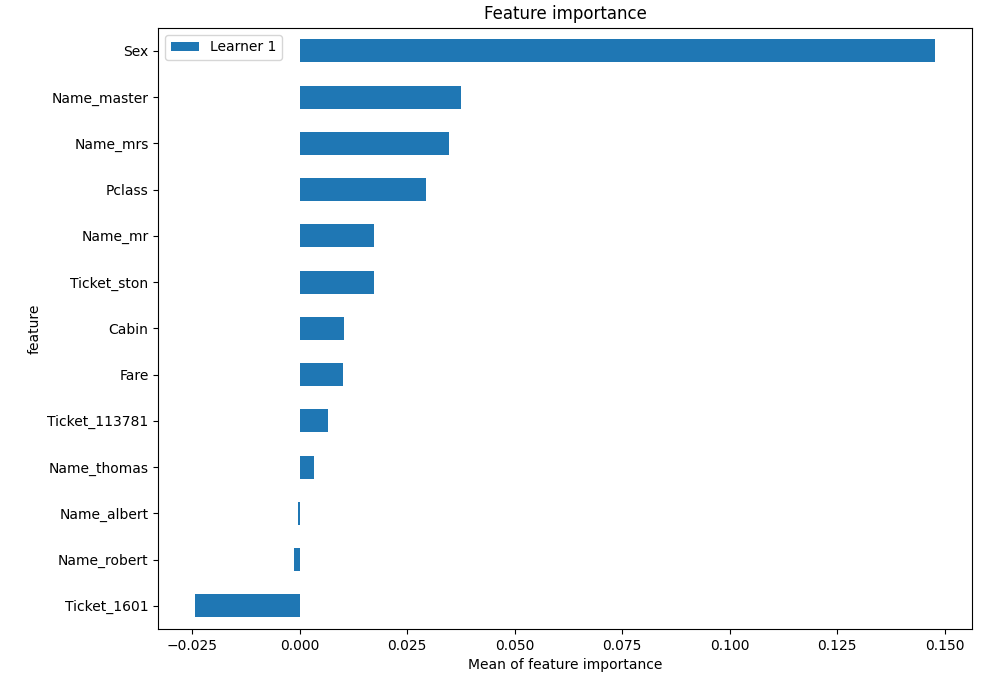 Feature importance
Learner 1
Sex
Name_master
Name_mrs
Pclass
Name_mr
Ticket_ston
Cabin
Fare
Ticket_113781
Name_thomas
Name_albert
Name_robert
Ticket_1601
feature
−0.025 0.000 0.025 0.050 0.075 0.100 0.125 0.150
Mean of feature importance